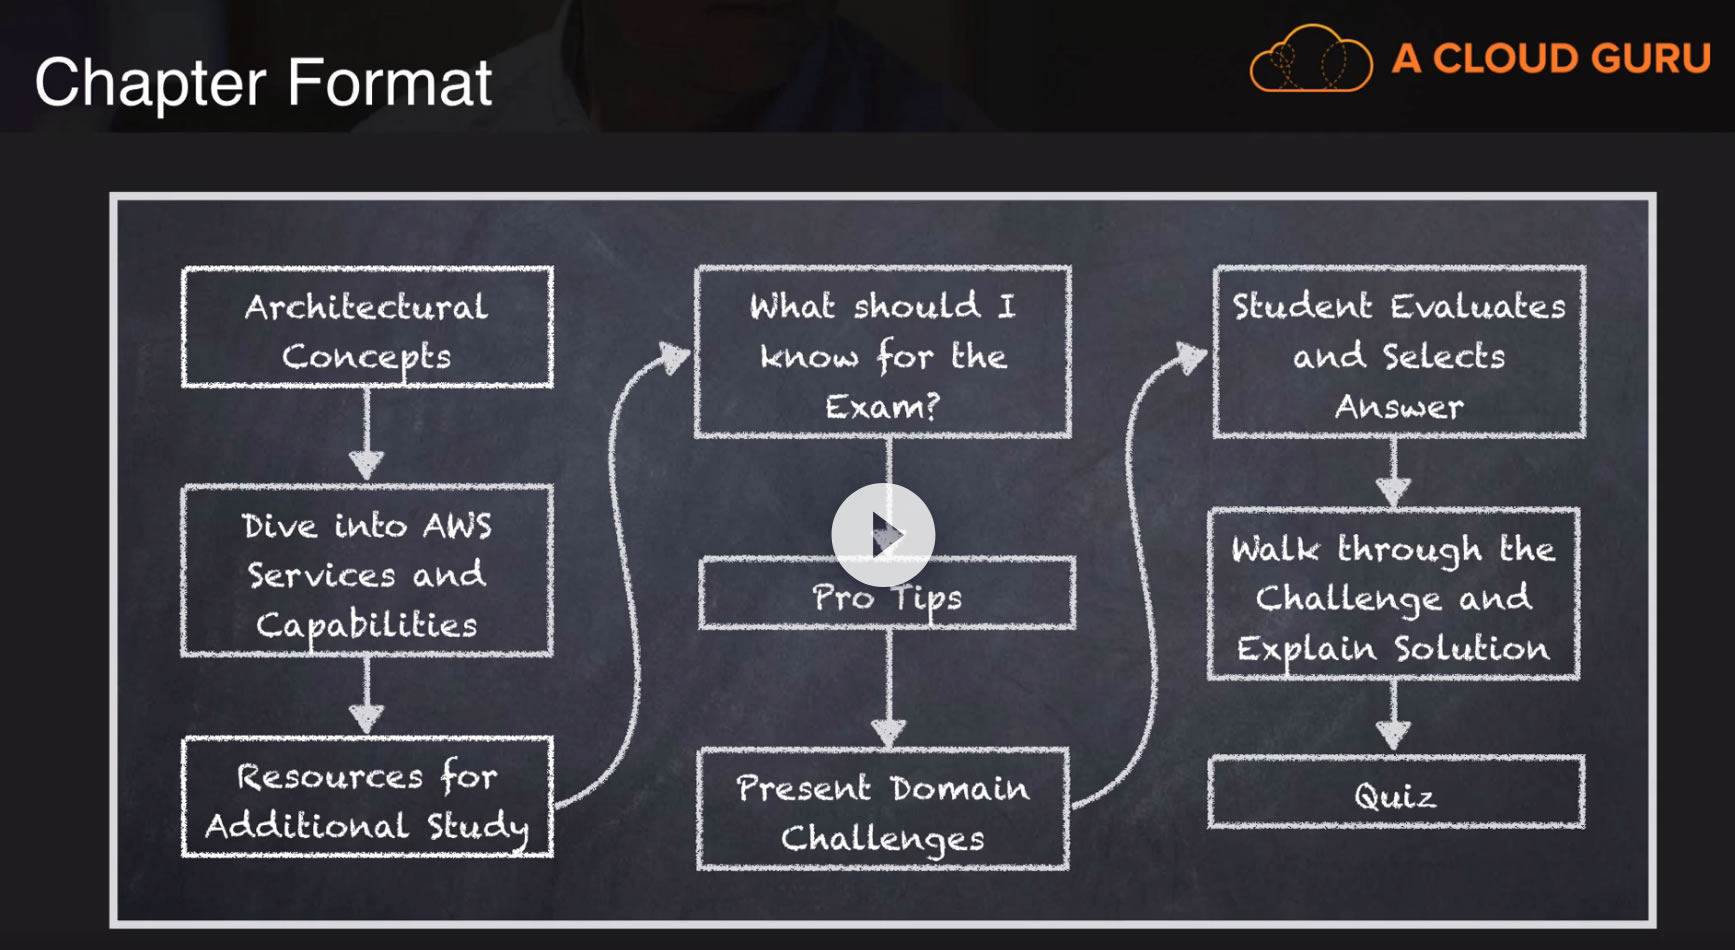 Chapter Format
A CLOUD GURU
Architectural
Concepts
Dive into AWS
Services and
Capabilities
Resources for
Additional Study
What should I
know for the
Exam?
Pro Tips
Present Domain
Challenges
Student Evaluates
and Selects
Answer
Walk through the
Challenge and
Explain Solution
Quiz